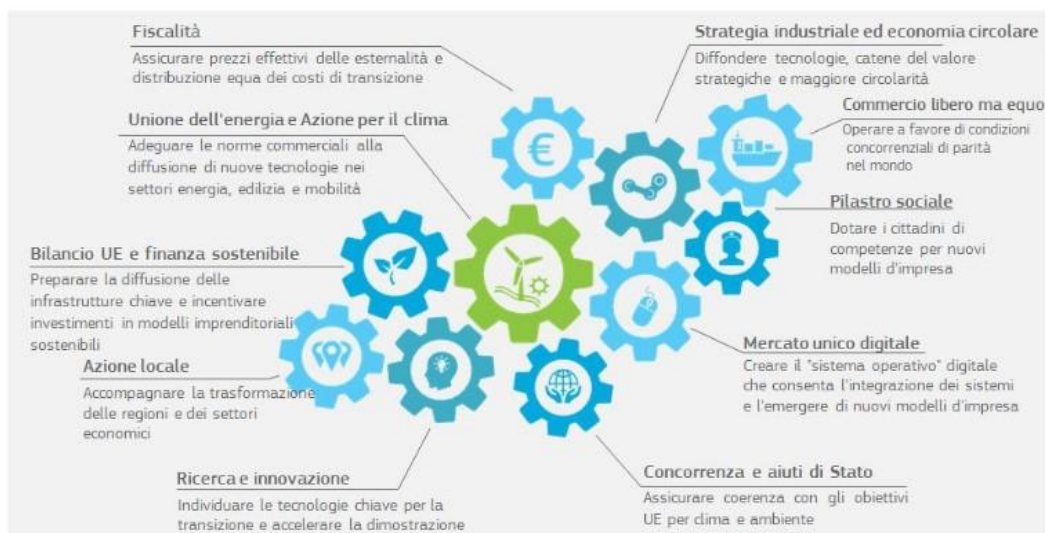 Fiscalità
Assicurare prezzi effettivi delle esternalità e
distribuzione equa dei costi di transizione
Unione dell'energia e Azione per il clima
Adeguare le norme commerciali alla
diffusione di nuove tecnologie nei
settori energia, edilizia e mobilità
Bilancio UE e finanza sostenibile
Preparare la diffusione delle
infrastrutture chiave e incentivare
investimenti in modelli imprenditoriali
sostenibili
Azione locale
Accompagnare la trasformazione
delle regioni e dei settori
economici
Ricerca e innovazione
Individuare le tecnologie chiave per la
transizione e accelerare la dimostrazione
€
Strategia industriale ed economia circolare
Diffondere tecnologie, catene del valore
strategiche e maggiore circolarità
Commercio libero ma equo
Operare a favore di condizioni
concorrenziali di parità
nel mondo
Pilastro sociale
Dotare i cittadini di
competenze per nuovi
modelli d'impresa
Mercato unico digitale
Creare il "sistema operativo" digitale
che consenta l'integrazione dei sistemi
e l'emergere di nuovi modelli d'impresa
Concorrenza e aiuti di Stato
Assicurare coerenza con gli obiettivi
UE per clima e ambiente